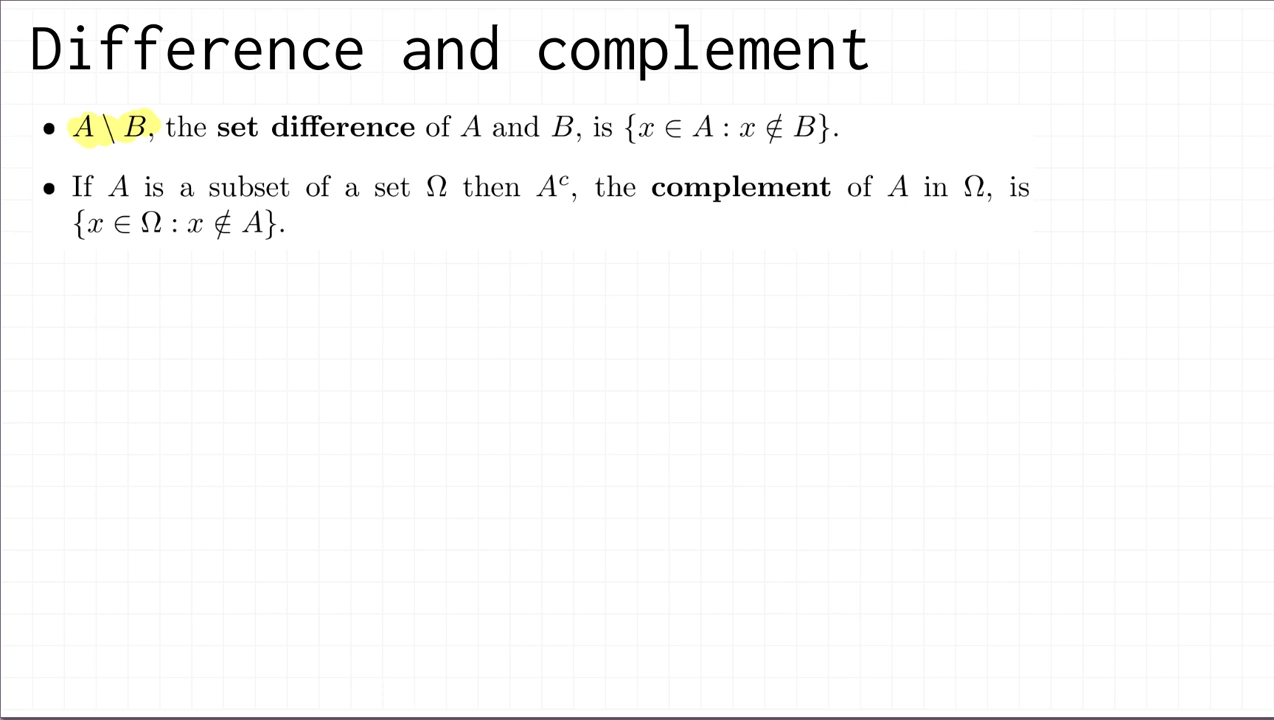 Difference and complement
• A \ B, the set difference of A and B, is {x ∈ A : x ∉ B}.
• If A is a subset of a set Ω then Aᶜ, the complement of A in Ω, is
{x ∈ Ω : x ∉ A}.